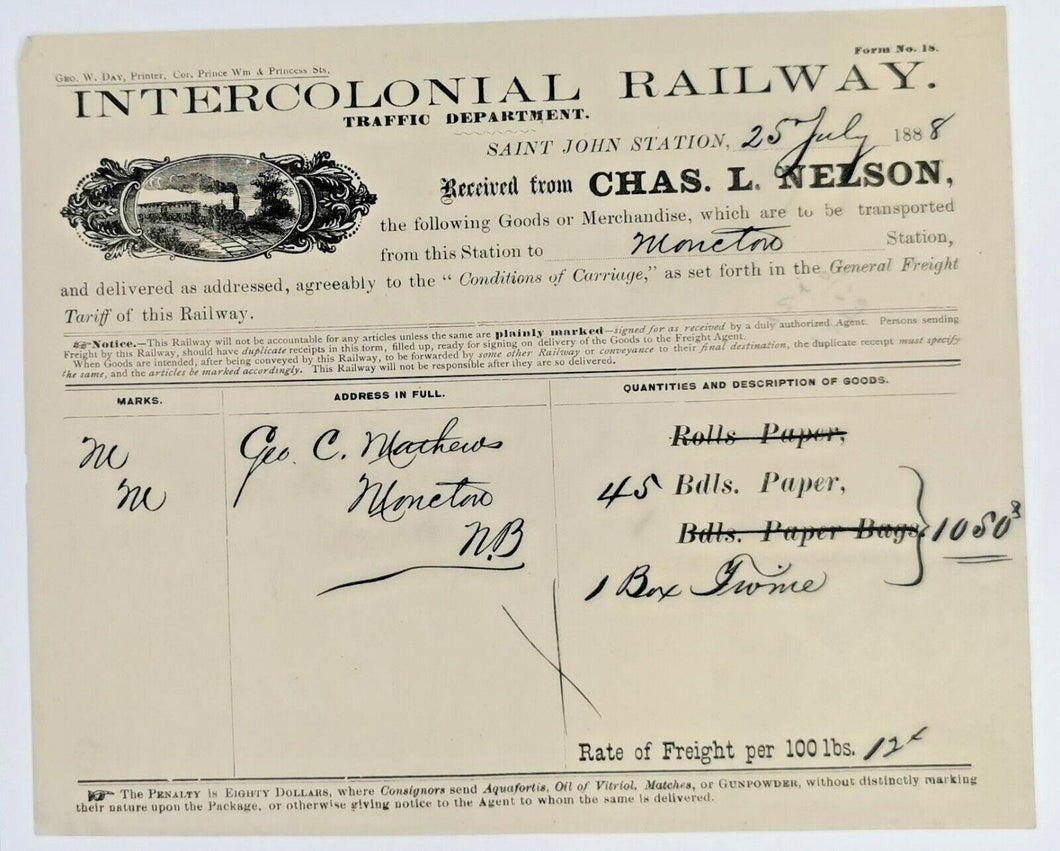 Form No. 18.
Geo. W. Day, Printer, Cor. Prince Wm & Princess Sts.
INTERCOLONIAL RAILWAY.
TRAFFIC DEPARTMENT.
SAINT JOHN STATION, 25 July 1888
Received from CHAS. L. NELSON,
the following Goods or Merchandise, which are to be transported
from this Station to Moncton Station,
and delivered as addressed, agreeably to the "Conditions of Carriage," as set forth in the General Freight
Tariff of this Railway.
☞Notice.—This Railway will not be accountable for any articles unless the same are plainly marked—signed for as received by a duly authorized Agent. Persons sending
Freight by this Railway, should have duplicate receipts in this form, filled up, ready for signing on delivery of the Goods to the Freight Agent.
When Goods are intended, after being conveyed by this Railway, to be forwarded by some other Railway or conveyance to their final destination, the duplicate receipt must specify
the same, and the articles be marked accordingly. This Railway will not be responsible after they are so delivered.
MARKS. ADDRESS IN FULL. QUANTITIES AND DESCRIPTION OF GOODS.
Rolls Paper,
M Geo. C. Mathews
45 Bdls. Paper,
M Moncton
Bdls. Paper Bags 1050
N.B
1 Box Twine
Rate of Freight per 100 lbs. 12
☞ The Penalty is Eighty Dollars, where Consignors send Aquafortis, Oil of Vitriol, Matches, or Gunpowder, without distinctly marking
their nature upon the Package, or otherwise giving notice to the Agent to whom the same is delivered.